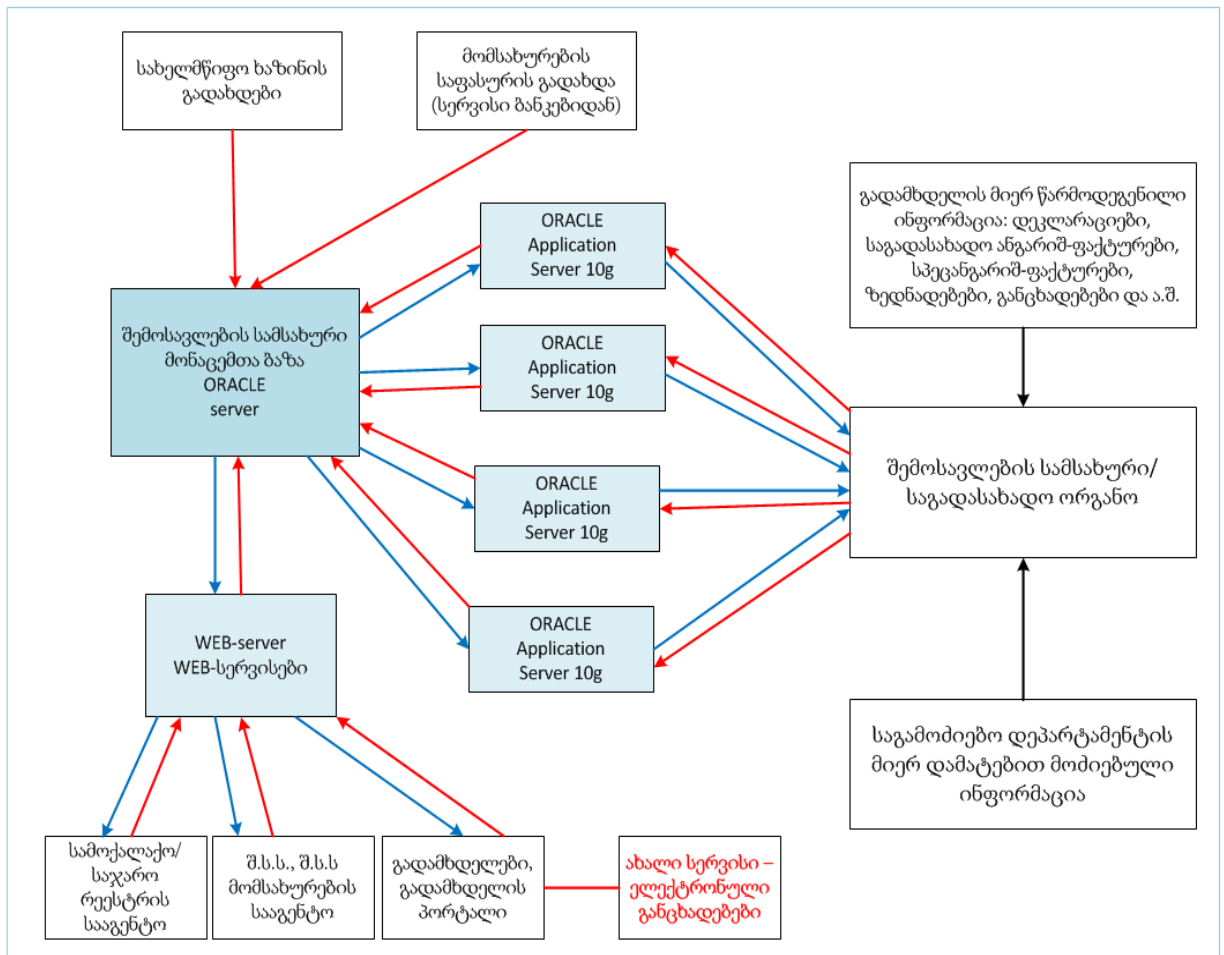 სახელმწიფო ხაზინის
გადახდები
მომსახურების
საფასურის გადახდა
(სერვისი ბანკებიდან)
ORACLE
Application
Server 10g
გადამხდელის მიერ წარმოდეგენილი
ინფორმაცია: დეკლარაციები,
საგადასახადო ანგარიშ-ფაქტურები,
სპეცანგარიშ-ფაქტურები,
ზედნადებები, განცხადებები და ა.შ.
შემოსავლების სამსახური
მონაცემთა ბაზა
ORACLE
server
ORACLE
Application
Server 10g
შემოსავლების სამსახური/
საგადასახადო ორგანო
ORACLE
Application
Server 10g
WEB-server
WEB-სერვისები
ORACLE
Application
Server 10g
საგამოძიებო დეპარტამენტის
მიერ დამატებით მოძიებული
ინფორმაცია
სამოქალაქო/
საჯარო
რეესტრის
სააგენტო
შ.ს.ს., შ.ს.ს
მომსახურების
სააგენტო
გადამხდელები,
გადამხდელის
პორტალი
ახალი სერვისი –
ელექტრონული
განცხადებები